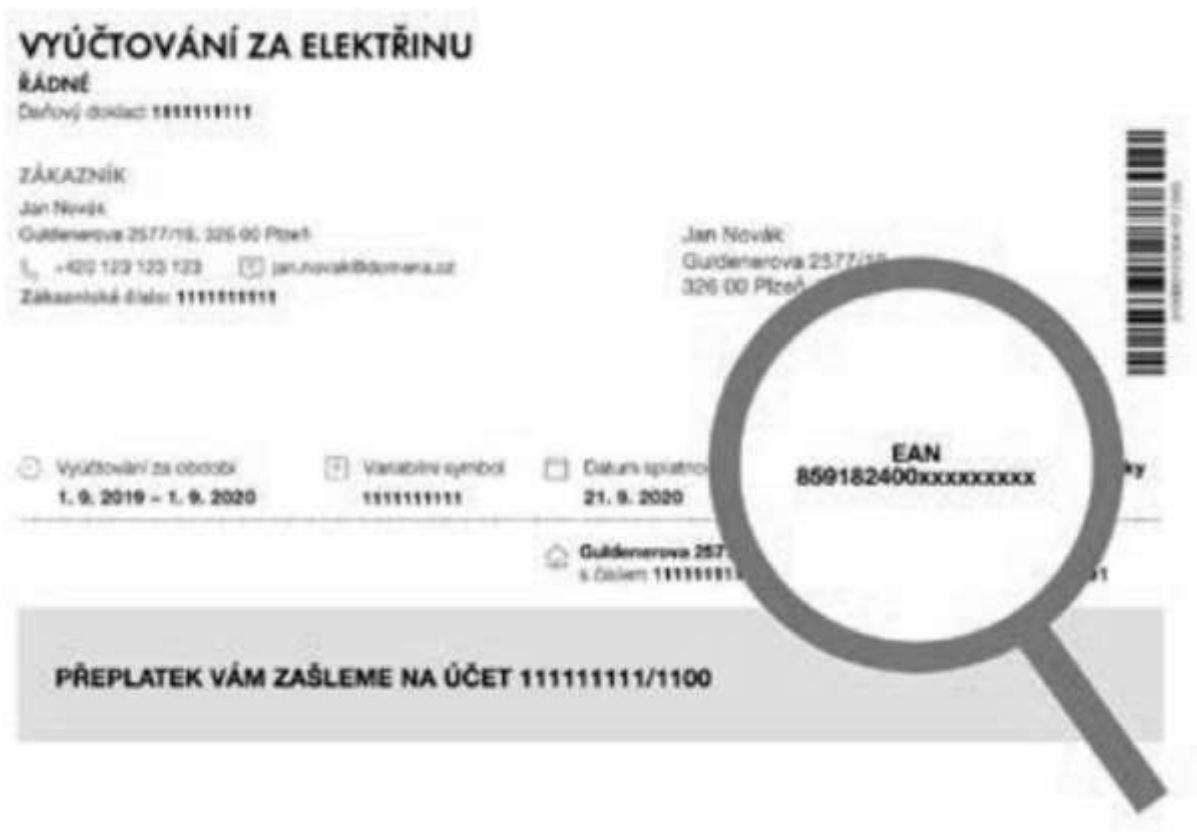 VYÚČTOVÁNÍ ZA ELEKTŘINU
ŘÁDNÉ
Daňový doklad: 1111111111
ZÁKAZNÍK
Jan Novák
Guldenerova 2577/19, 326 00 Plzeň
+420 123 123 123 jan.novak@domena.cz
Zákaznické číslo: 1111111111
Jan Novák
Guldenerova 2577/19
326 00 Plzeň
EAN
859182400xxxxxxxxx
Vyúčtování za období Variabilní symbol Datum
1. 9. 2019 – 1. 9. 2020 1111111111 21. 9. 2020
Guldenerova
s číslem
PŘEPLATEK VÁM ZAŠLEME NA ÚČET 111111111/1100